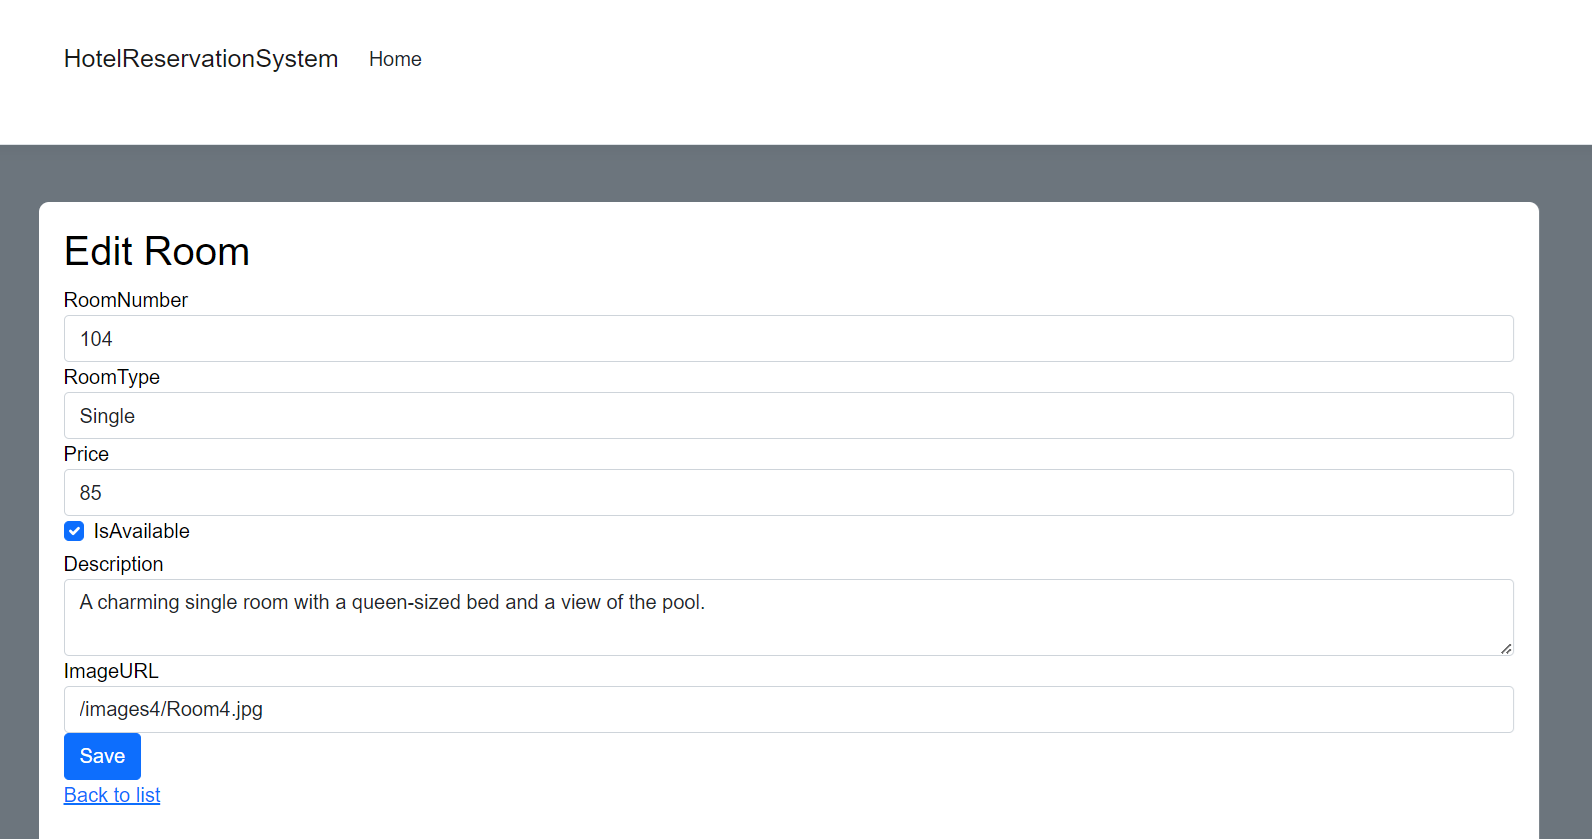 HotelReservationSystem Home
Edit Room
RoomNumber
104
RoomType
Single
Price
85
IsAvailable
Description
A charming single room with a queen-sized bed and a view of the pool.
ImageURL
/images4/Room4.jpg
Save
Back to list